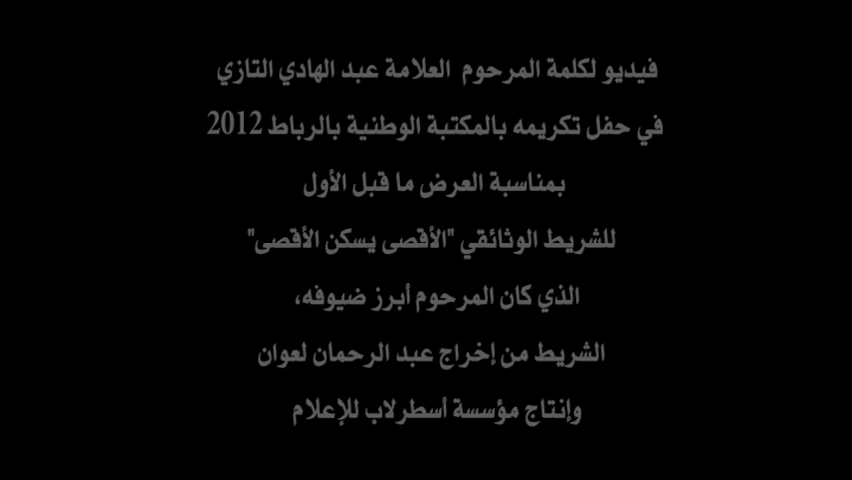 فيديو لكلمة المرحوم العلامة عبد الهادي التازي
في حفل تكريمه بالمكتبة الوطنية بالرباط 2012
بمناسبة العرض ما قبل الأول
للشريط الوثائقي "الأقصى يسكن الأقصى"
الذي كان المرحوم أبرز ضيوفه،
الشريط من إخراج عبد الرحمان لعوان
وإنتاج مؤسسة أسطرلاب للإعلام